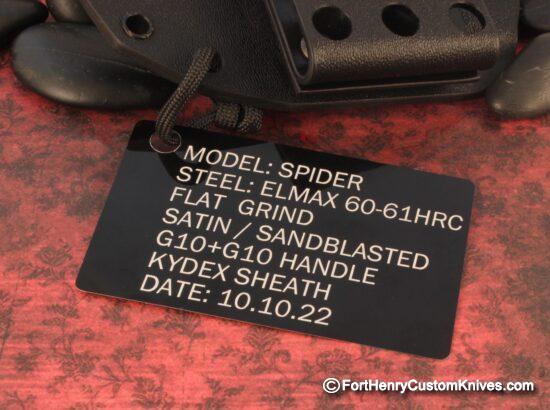 MODEL: SPIDER
STEEL: ELMAX 60-61HRC
FLAT GRIND
SATIN / SANDBLASTED
G10+G10 HANDLE
KYDEX SHEATH
DATE: 10.10.22
© FortHenryCustomKnives.com